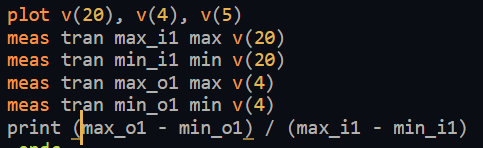 plot v(20), v(4), v(5)
meas tran max_i1 max v(20)
meas tran min_i1 min v(20)
meas tran max_o1 max v(4)
meas tran min_o1 min v(4)
print (max_o1 - min_o1) / (max_i1 - min_i1)